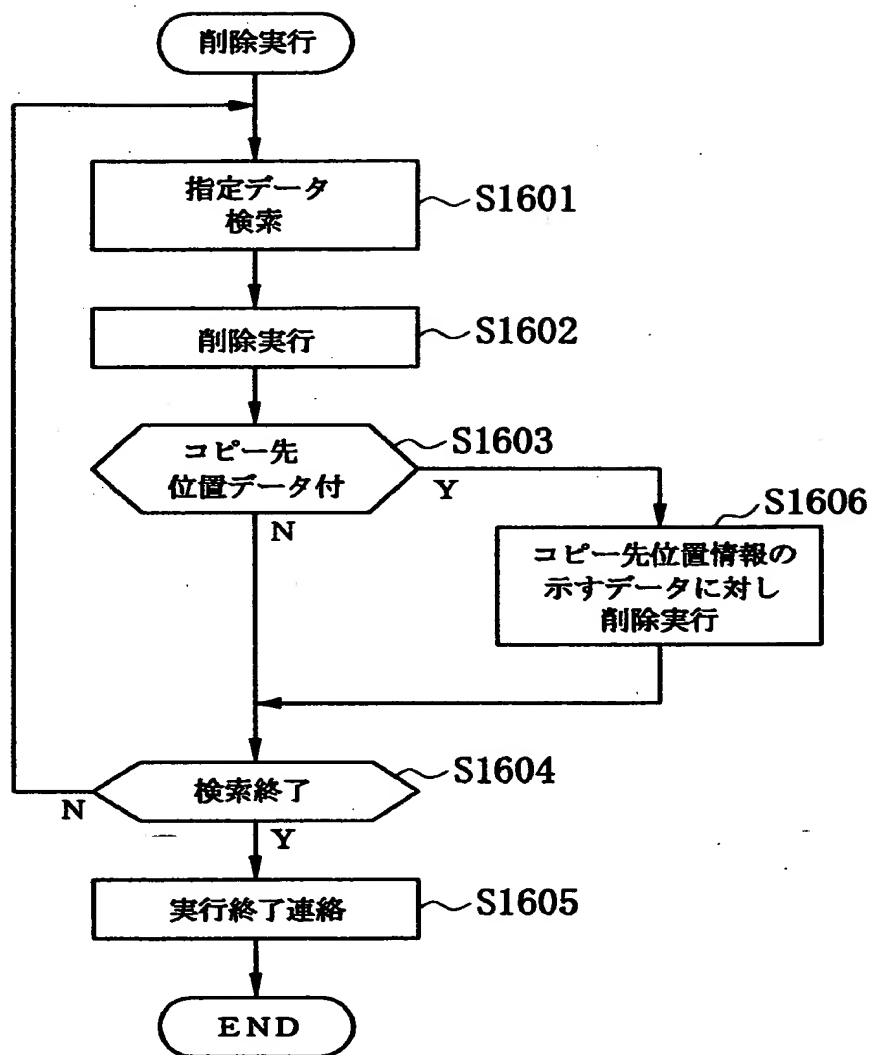 削除実行
指定データ
検索
S1601
削除実行
S1602
コピー先
位置データ付
S1603
Y
N
S1606
コピー先位置情報の
示すデータに対し
削除実行
検索終了
S1604
N
Y
実行終了連絡
S1605
END